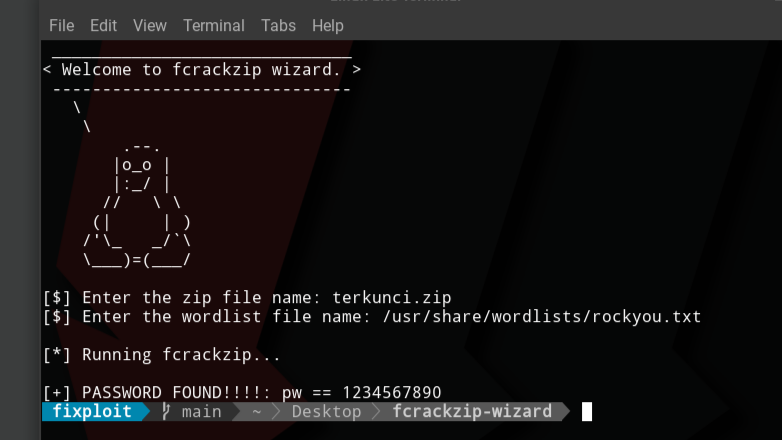 File Edit View Terminal Tabs Help
 ______________________________
< Welcome to fcrackzip wizard. >
 ------------------------------
   \
    \
        .--.
       |o_o |
       |:_/ |
      //   \ \
     (|     | )
    /'\_   _/`\
    \___)=(___/
[$] Enter the zip file name: terkunci.zip
[$] Enter the wordlist file name: /usr/share/wordlists/rockyou.txt
[*] Running fcrackzip...
[+] PASSWORD FOUND!!!!: pw == 1234567890
fixploit main ~ Desktop fcrackzip-wizard